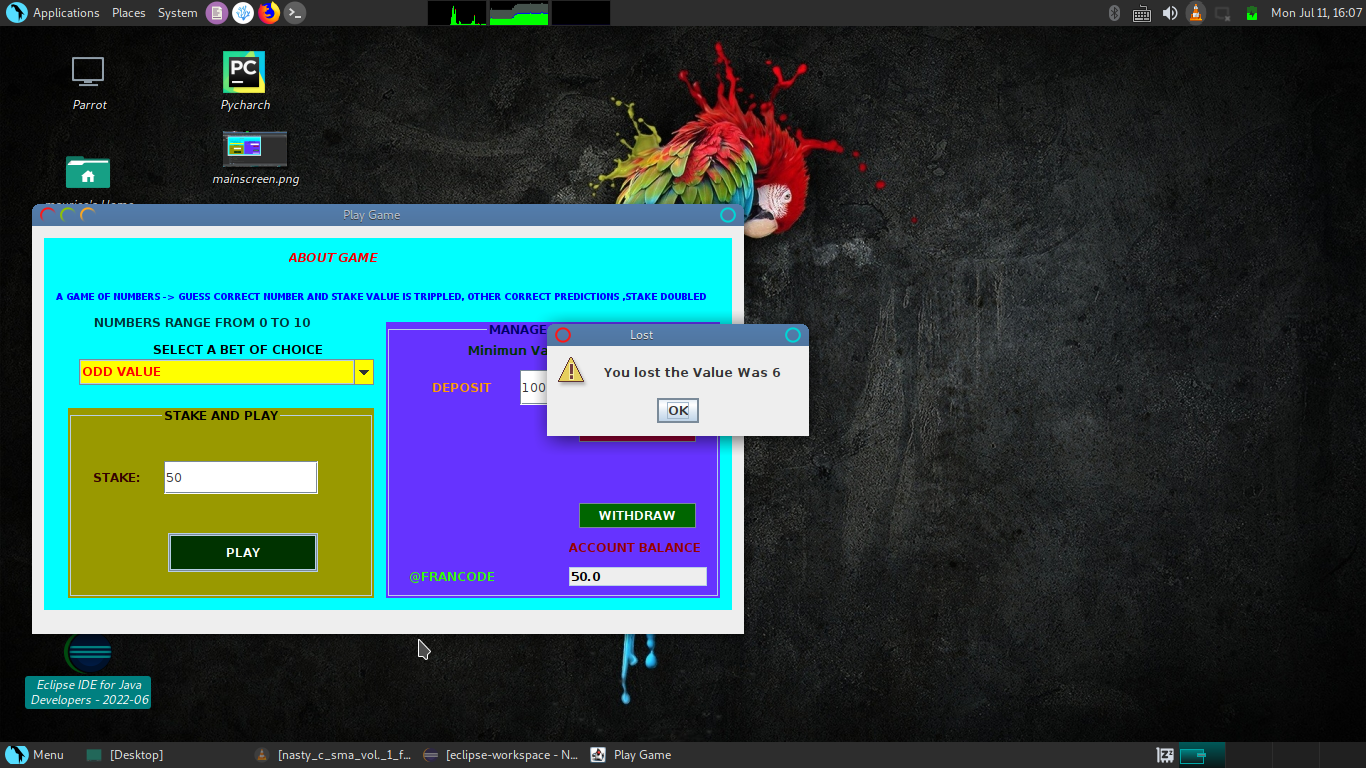 Applications Places System
Mon Jul 11, 16:07
PC
Parrot
Pycharch
mainscreen.png
Play Game
ABOUT GAME
A GAME OF NUMBERS -> GUESS CORRECT NUMBER AND STAKE VALUE IS TRIPPLED, OTHER CORRECT PREDICTIONS ,STAKE DOUBLED
NUMBERS RANGE FROM 0 TO 10
SELECT A BET OF CHOICE
ODD VALUE
STAKE AND PLAY
STAKE: 50
PLAY
MANAGE
Minimun Va
DEPOSIT 100
Lost
You lost the Value Was 6
OK
WITHDRAW
ACCOUNT BALANCE
@FRANCODE 50.0
Eclipse IDE for Java
Developers - 2022-06
Menu [Desktop] [nasty_c_sma_vol._1_f... [eclipse-workspace - N... Play Game